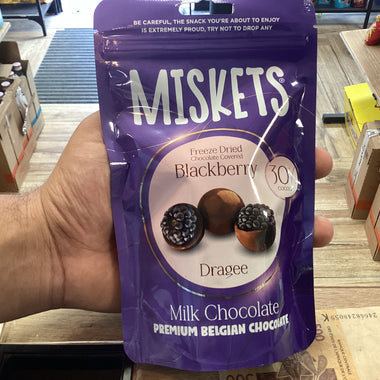 BE CAREFUL, THE SNACK YOU'RE ABOUT TO ENJOY
IS EXTREMELY PROUD, TRY NOT TO DROP ANY
MISKETS®
Freeze Dried
Chocolate Covered
Blackberry
30
COCOA
Dragee
Milk Chocolate
PREMIUM BELGIAN CHOCOLATE